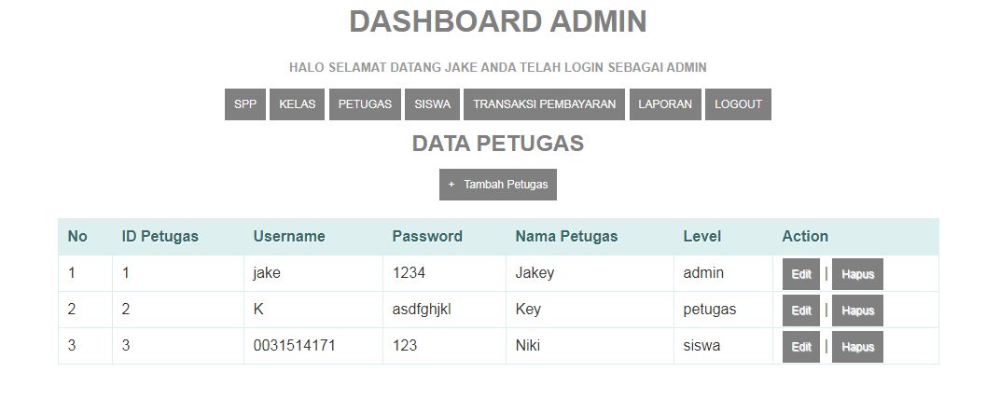 DASHBOARD ADMIN
HALO SELAMAT DATANG JAKE ANDA TELAH LOGIN SEBAGAI ADMIN
SPP KELAS PETUGAS SISWA TRANSAKSI PEMBAYARAN LAPORAN LOGOUT
DATA PETUGAS
+ Tambah Petugas
No ID Petugas Username Password Nama Petugas Level Action
1 1 jake 1234 Jakey admin Edit | Hapus
2 2 K asdfghjkl Key petugas Edit | Hapus
3 3 0031514171 123 Niki siswa Edit | Hapus